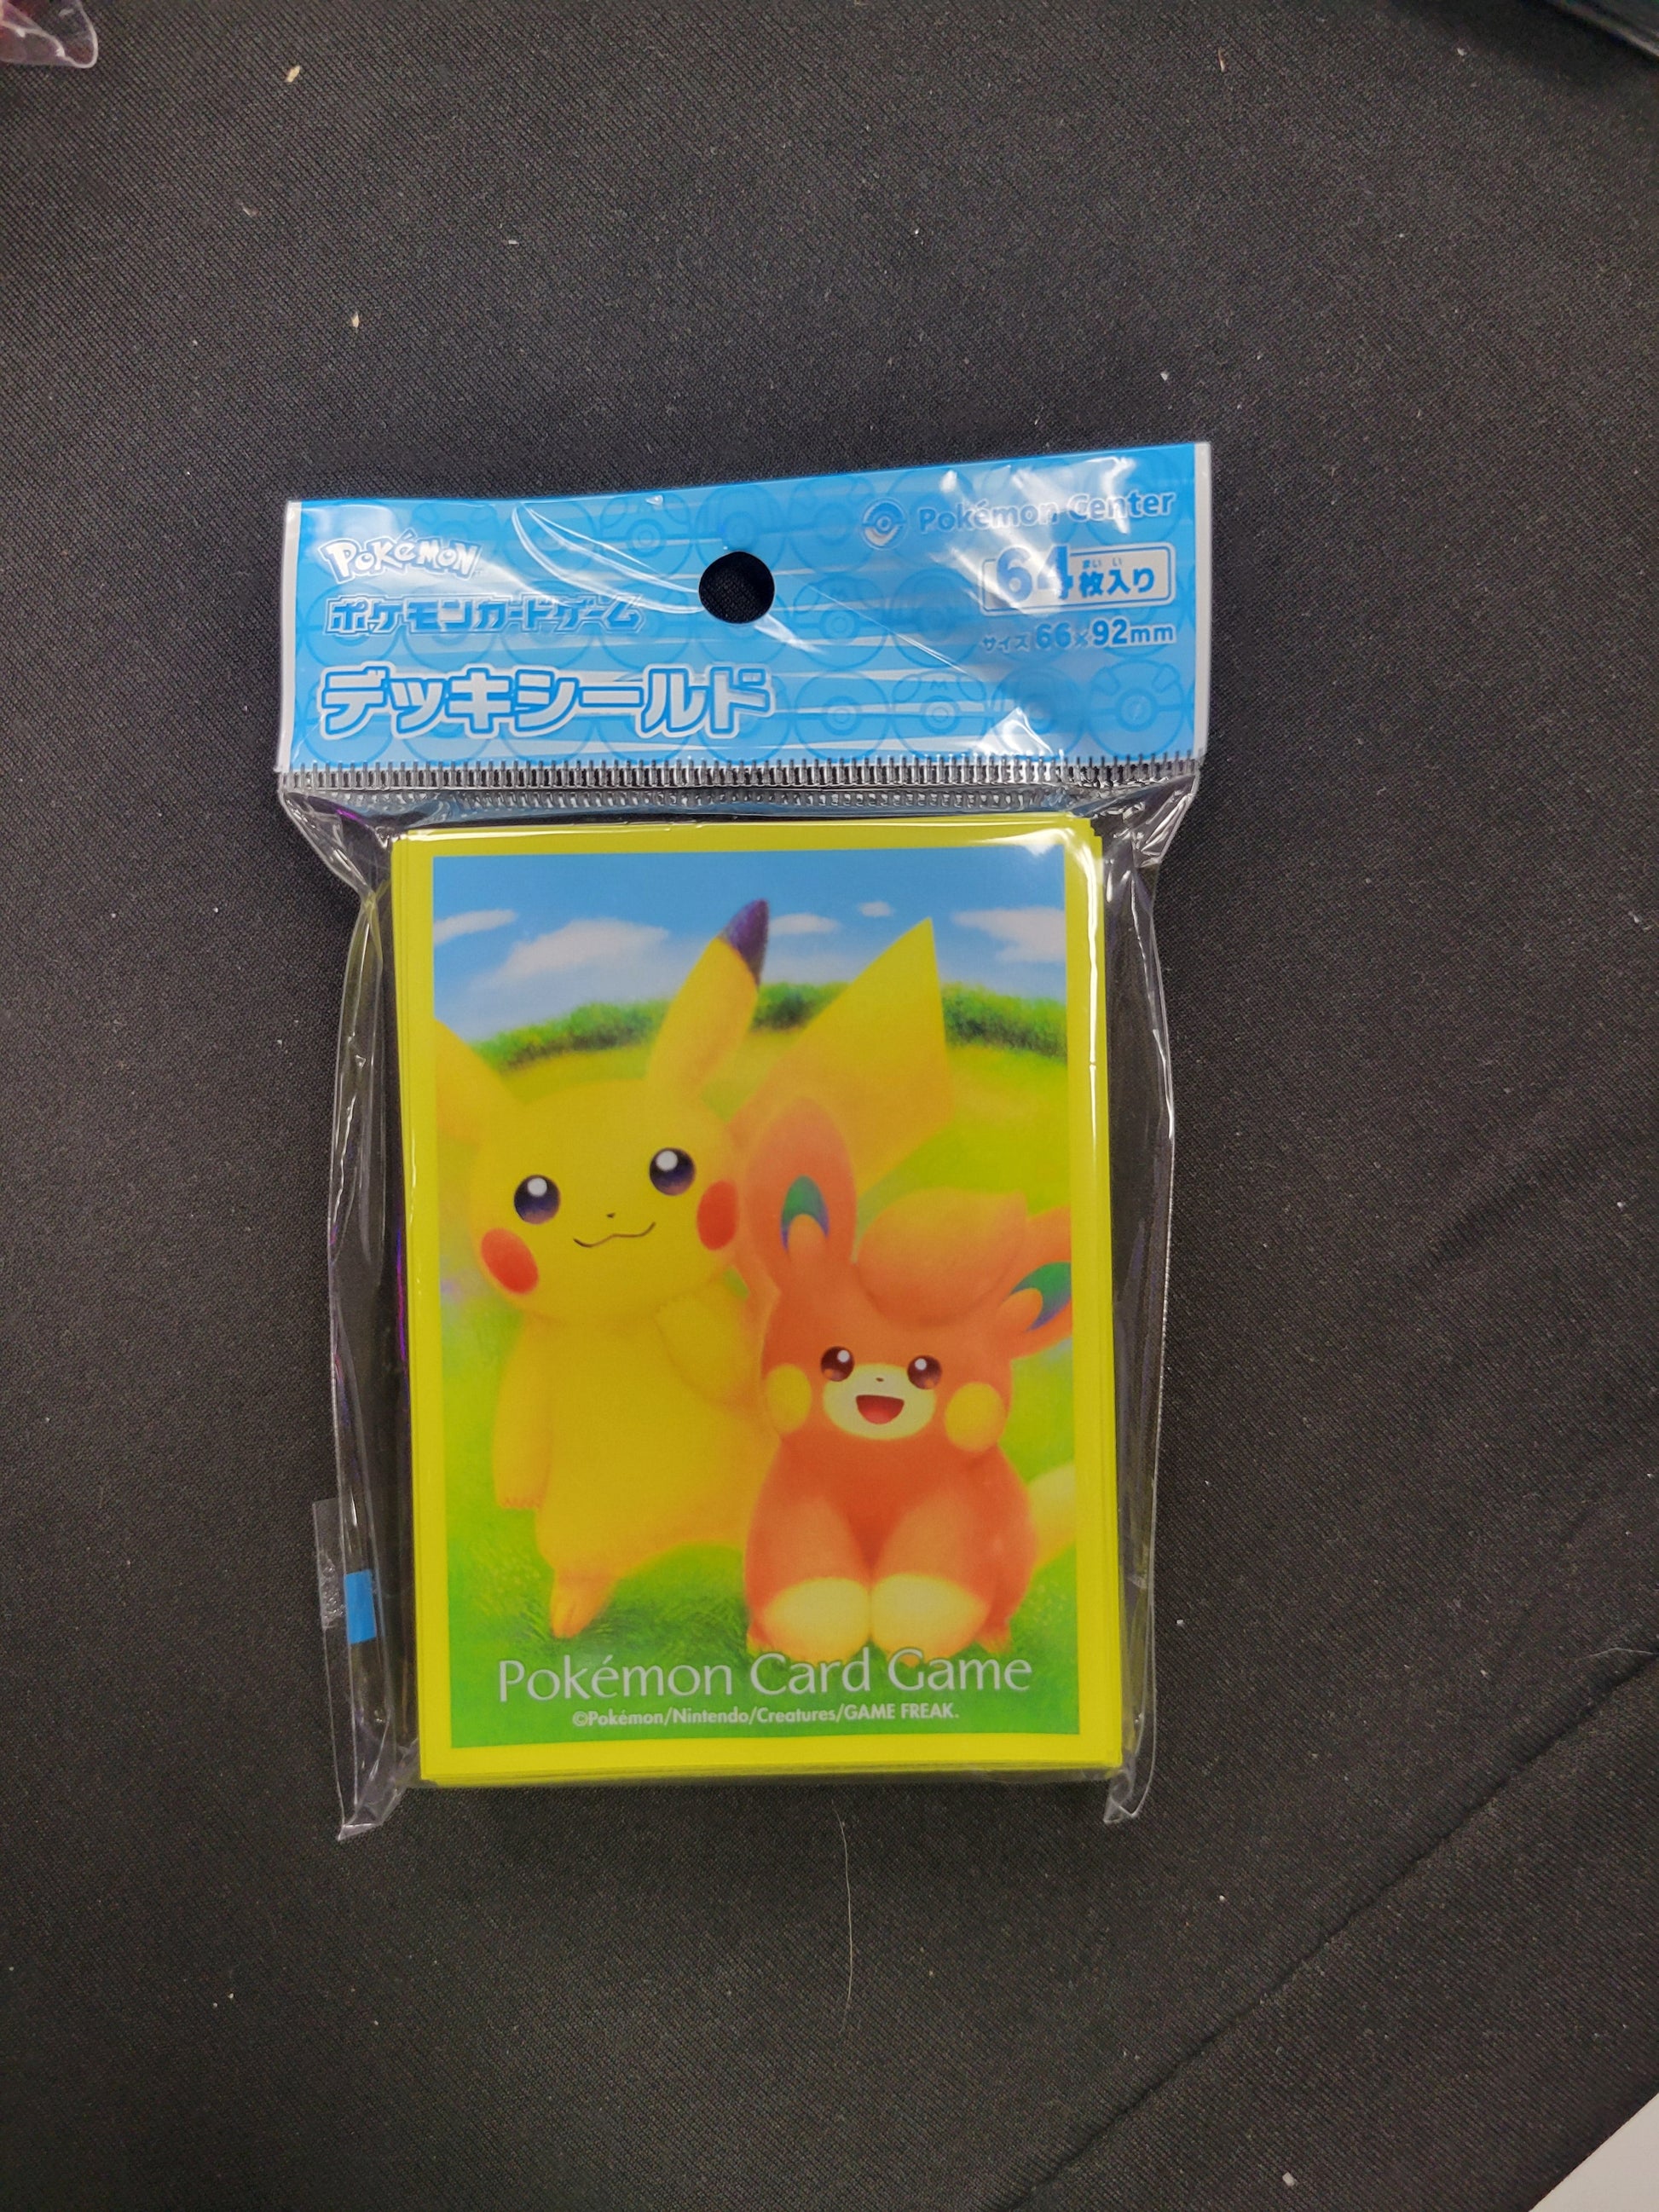 Pokémon Center
POKéMON
64枚入り
まいい
ポケモンカードゲーム
サイズ 66×92mm
デッキシールド
Pokémon Card Game
©Pokémon/Nintendo/Creatures/GAME FREAK.